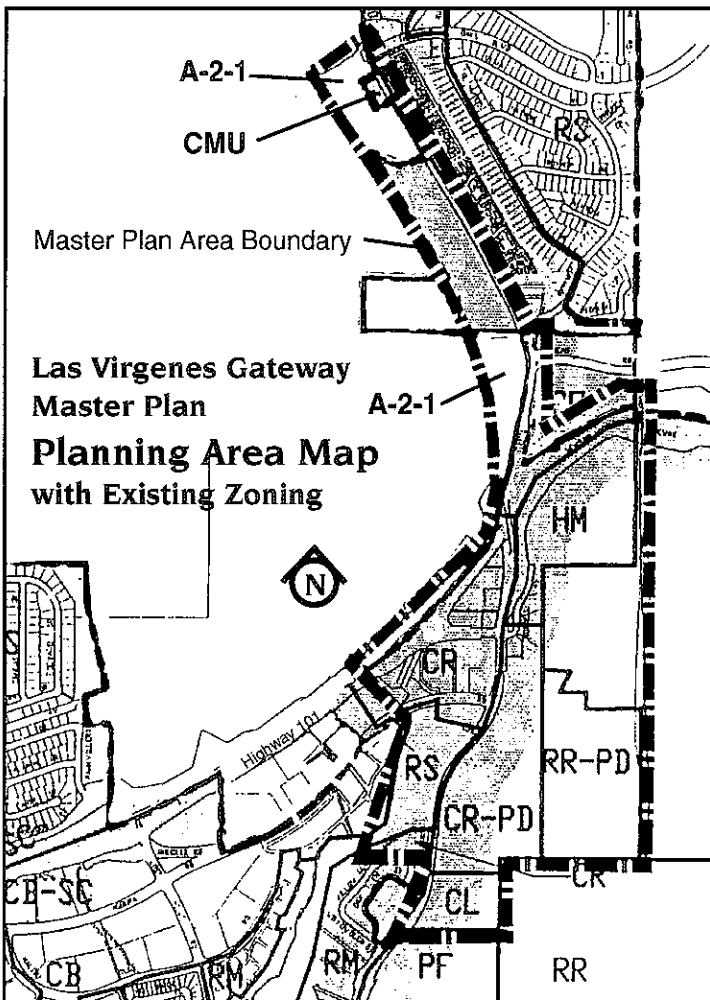 A-2-1
CMU
RS
Master Plan Area Boundary
Las Virgenes Gateway
Master Plan
A-2-1
Planning Area Map
with Existing Zoning
HM
N
CR
Highway 101
RS
RR-PD
CR-PD
CR
CB-SC
CL
CB
RM
RM
PF
RR